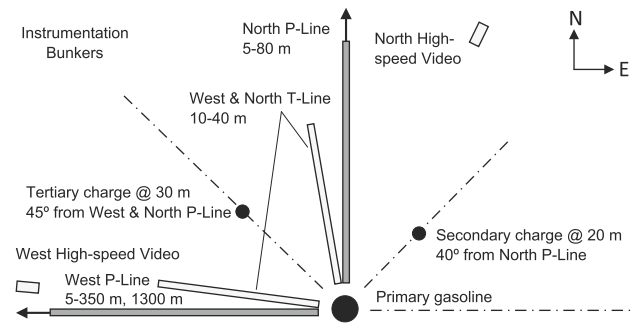 Instrumentation
Bunkers
North P-Line
5-80 m
North High-
speed Video
N
E
West & North T-Line
10-40 m
Tertiary charge @ 30 m
45º from West & North P-Line
Secondary charge @ 20 m
40º from North P-Line
West High-speed Video
West P-Line
5-350 m, 1300 m
Primary gasoline